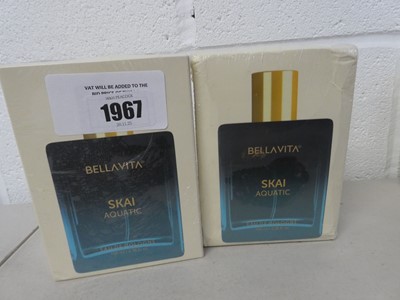 VAT WILL BE ADDED TO THE
1967
BELLAVITA
SKAI
AQUATIC
BELLAVITA
SKAI
AQUATIC